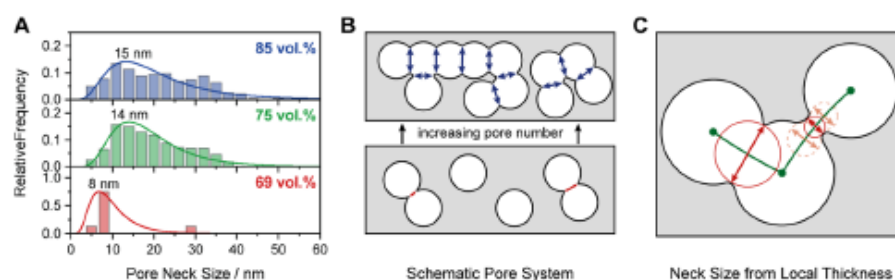 A
RelativeFrequency
0.2
0.1
0.0
15 nm
85 vol.%
0.2
0.1
0.0
14 nm
75 vol.%
1.0
0.5
0.0
8 nm
69 vol.%
0 10 20 30 40 50 60
Pore Neck Size / nm
B
increasing pore number
Schematic Pore System
C
Neck Size from Local Thickness